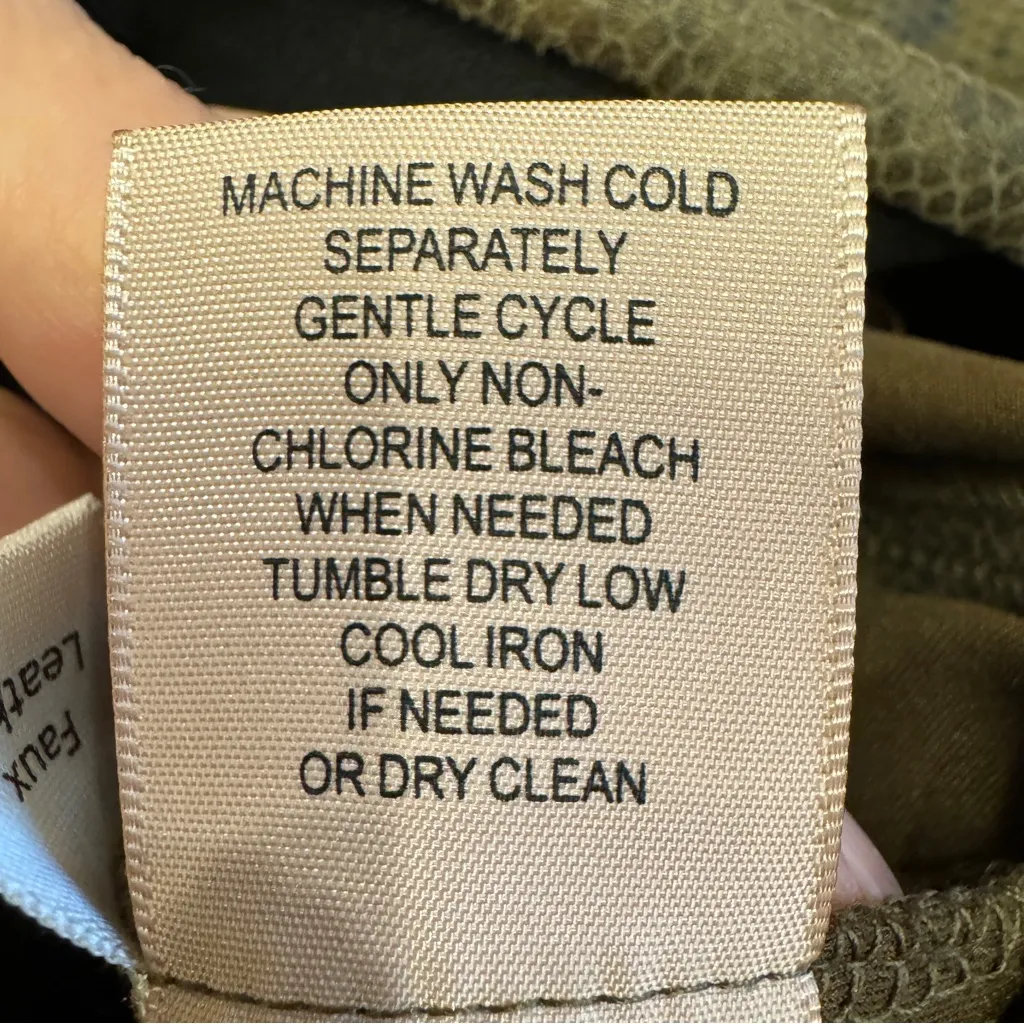 MACHINE WASH COLD
SEPARATELY
GENTLE CYCLE
ONLY NON-
CHLORINE BLEACH
WHEN NEEDED
TUMBLE DRY LOW
COOL IRON
IF NEEDED
OR DRY CLEAN
Faux